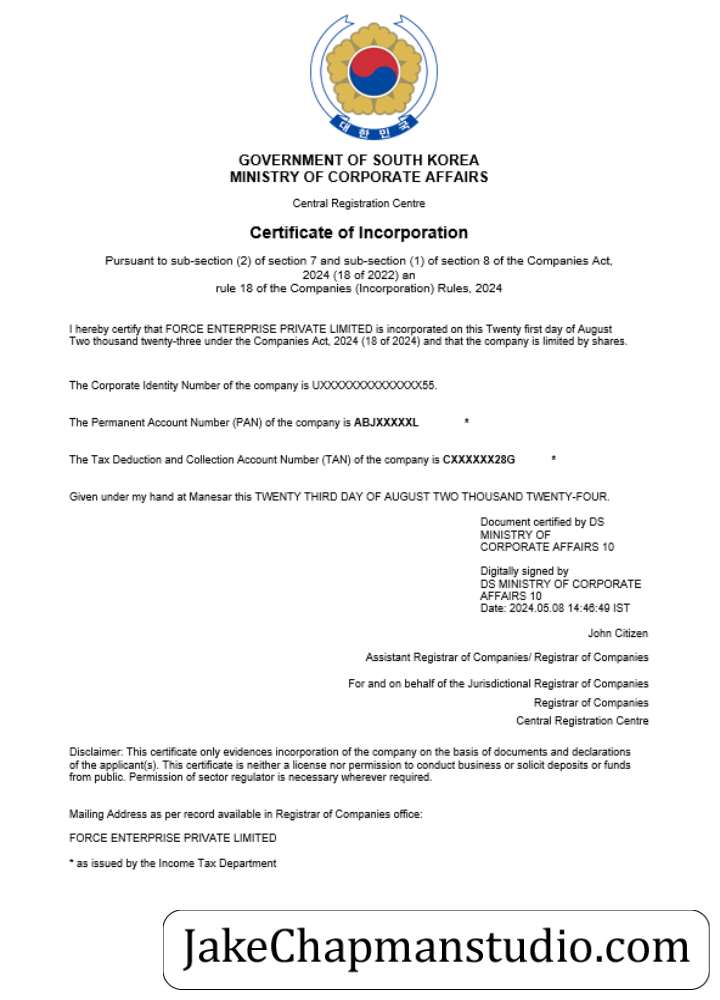 대한민국
GOVERNMENT OF SOUTH KOREA
MINISTRY OF CORPORATE AFFAIRS
Central Registration Centre
Certificate of Incorporation
Pursuant to sub-section (2) of section 7 and sub-section (1) of section 8 of the Companies Act,
2024 (18 of 2022) an
rule 18 of the Companies (Incorporation) Rules, 2024
I hereby certify that FORCE ENTERPRISE PRIVATE LIMITED is incorporated on this Twenty first day of August
Two thousand twenty-three under the Companies Act, 2024 (18 of 2024) and that the company is limited by shares.
The Corporate Identity Number of the company is UXXXXXXXXXXXXXXX55.
The Permanent Account Number (PAN) of the company is ABJXXXXXL *
The Tax Deduction and Collection Account Number (TAN) of the company is CXXXXXX28G *
Given under my hand at Manesar this TWENTY THIRD DAY OF AUGUST TWO THOUSAND TWENTY-FOUR.
Document certified by DS
MINISTRY OF
CORPORATE AFFAIRS 10
Digitally signed by
DS MINISTRY OF CORPORATE
AFFAIRS 10
Date: 2024.05.08 14:46:49 IST
John Citizen
Assistant Registrar of Companies/ Registrar of Companies
For and on behalf of the Jurisdictional Registrar of Companies
Registrar of Companies
Central Registration Centre
Disclaimer: This certificate only evidences incorporation of the company on the basis of documents and declarations
of the applicant(s). This certificate is neither a license nor permission to conduct business or solicit deposits or funds
from public. Permission of sector regulator is necessary wherever required.
Mailing Address as per record available in Registrar of Companies office:
FORCE ENTERPRISE PRIVATE LIMITED
* as issued by the Income Tax Department
JakeChapmanstudio.com